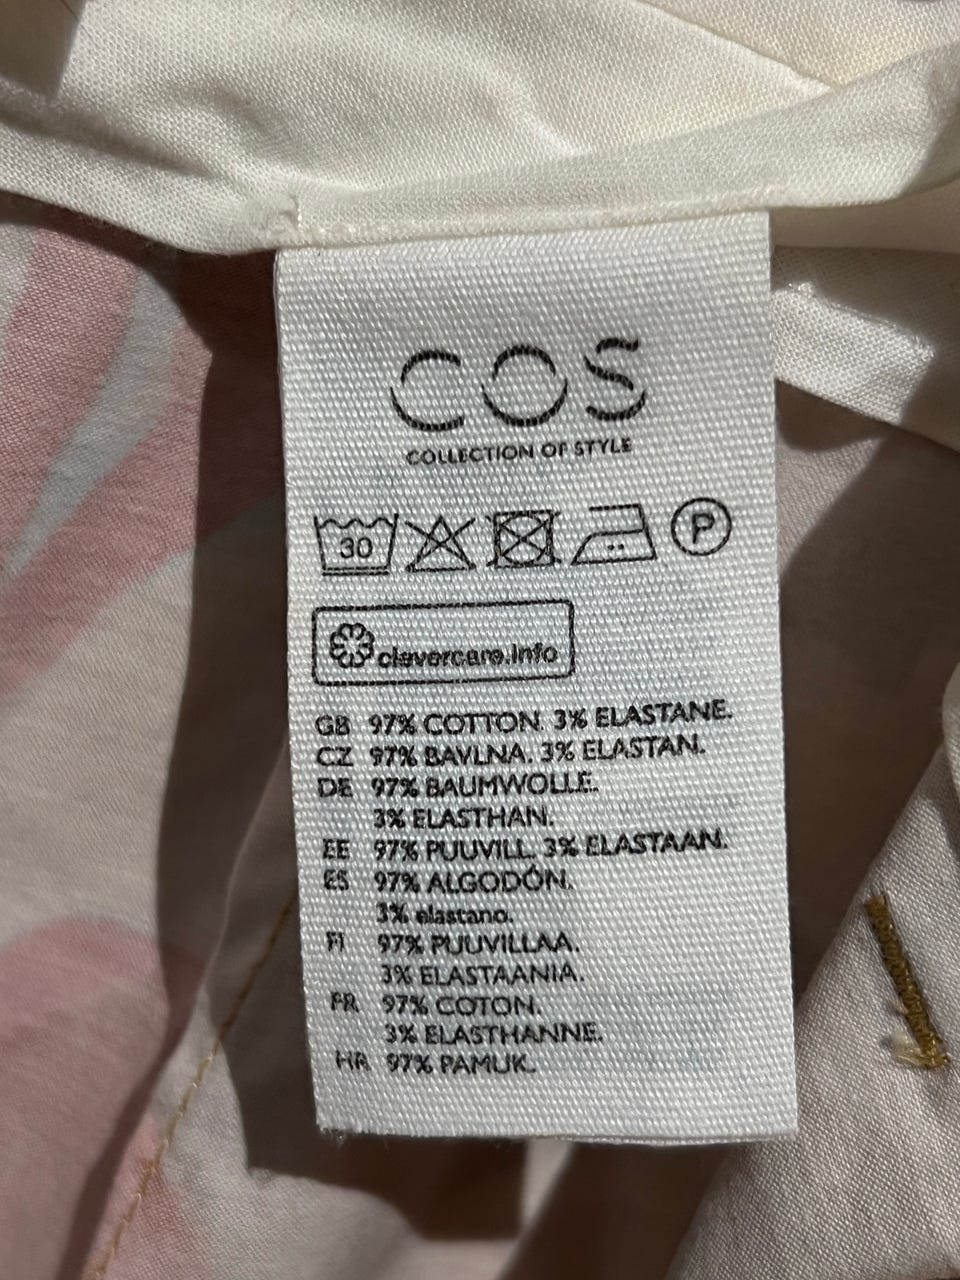 COS
COLLECTION OF STYLE
30 P
clevercare.info
GB 97% COTTON. 3% ELASTANE.
CZ 97% BAVLNA. 3% ELASTAN.
DE 97% BAUMWOLLE.
3% ELASTHAN.
EE 97% PUUVILL. 3% ELASTAAN.
ES 97% ALGODÓN.
3% elastano.
FI 97% PUUVILLAA.
3% ELASTAANIA.
FR 97% COTON.
3% ELASTHANNE.
HR 97% PAMUK.